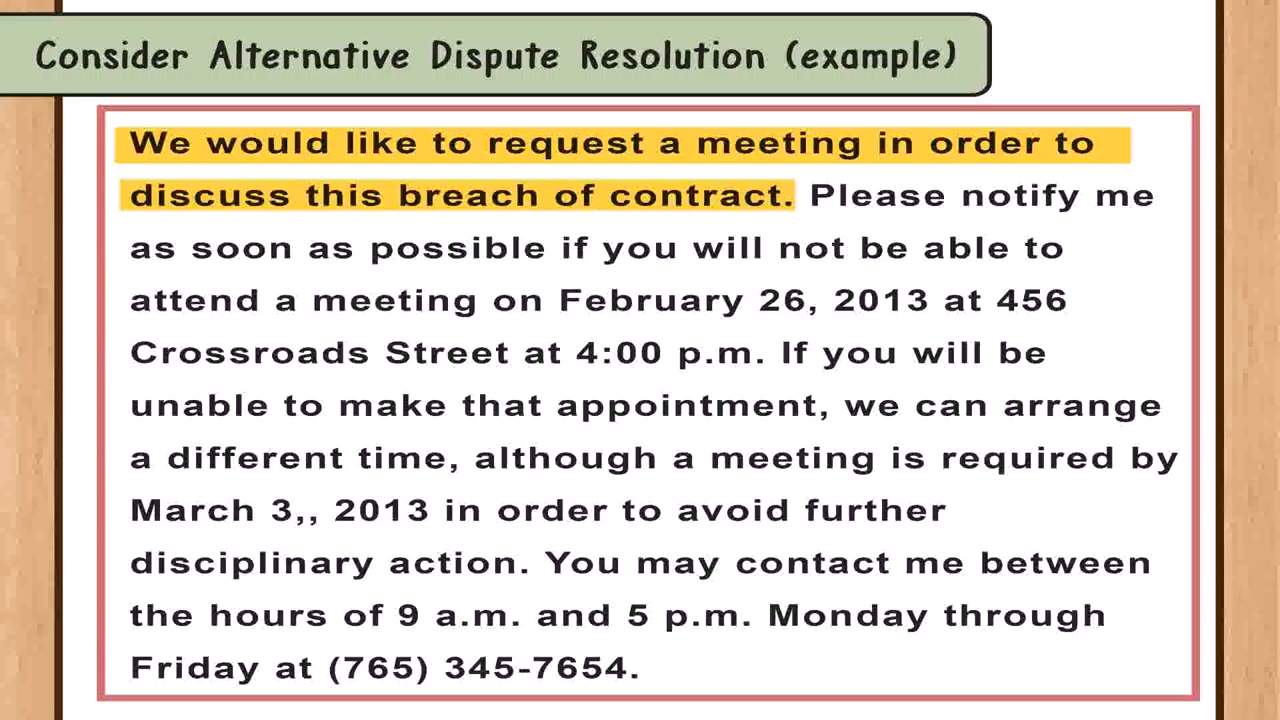 Consider Alternative Dispute Resolution (example)
We would like to request a meeting in order to
discuss this breach of contract. Please notify me
as soon as possible if you will not be able to
attend a meeting on February 26, 2013 at 456
Crossroads Street at 4:00 p.m. If you will be
unable to make that appointment, we can arrange
a different time, although a meeting is required by
March 3,, 2013 in order to avoid further
disciplinary action. You may contact me between
the hours of 9 a.m. and 5 p.m. Monday through
Friday at (765) 345-7654.